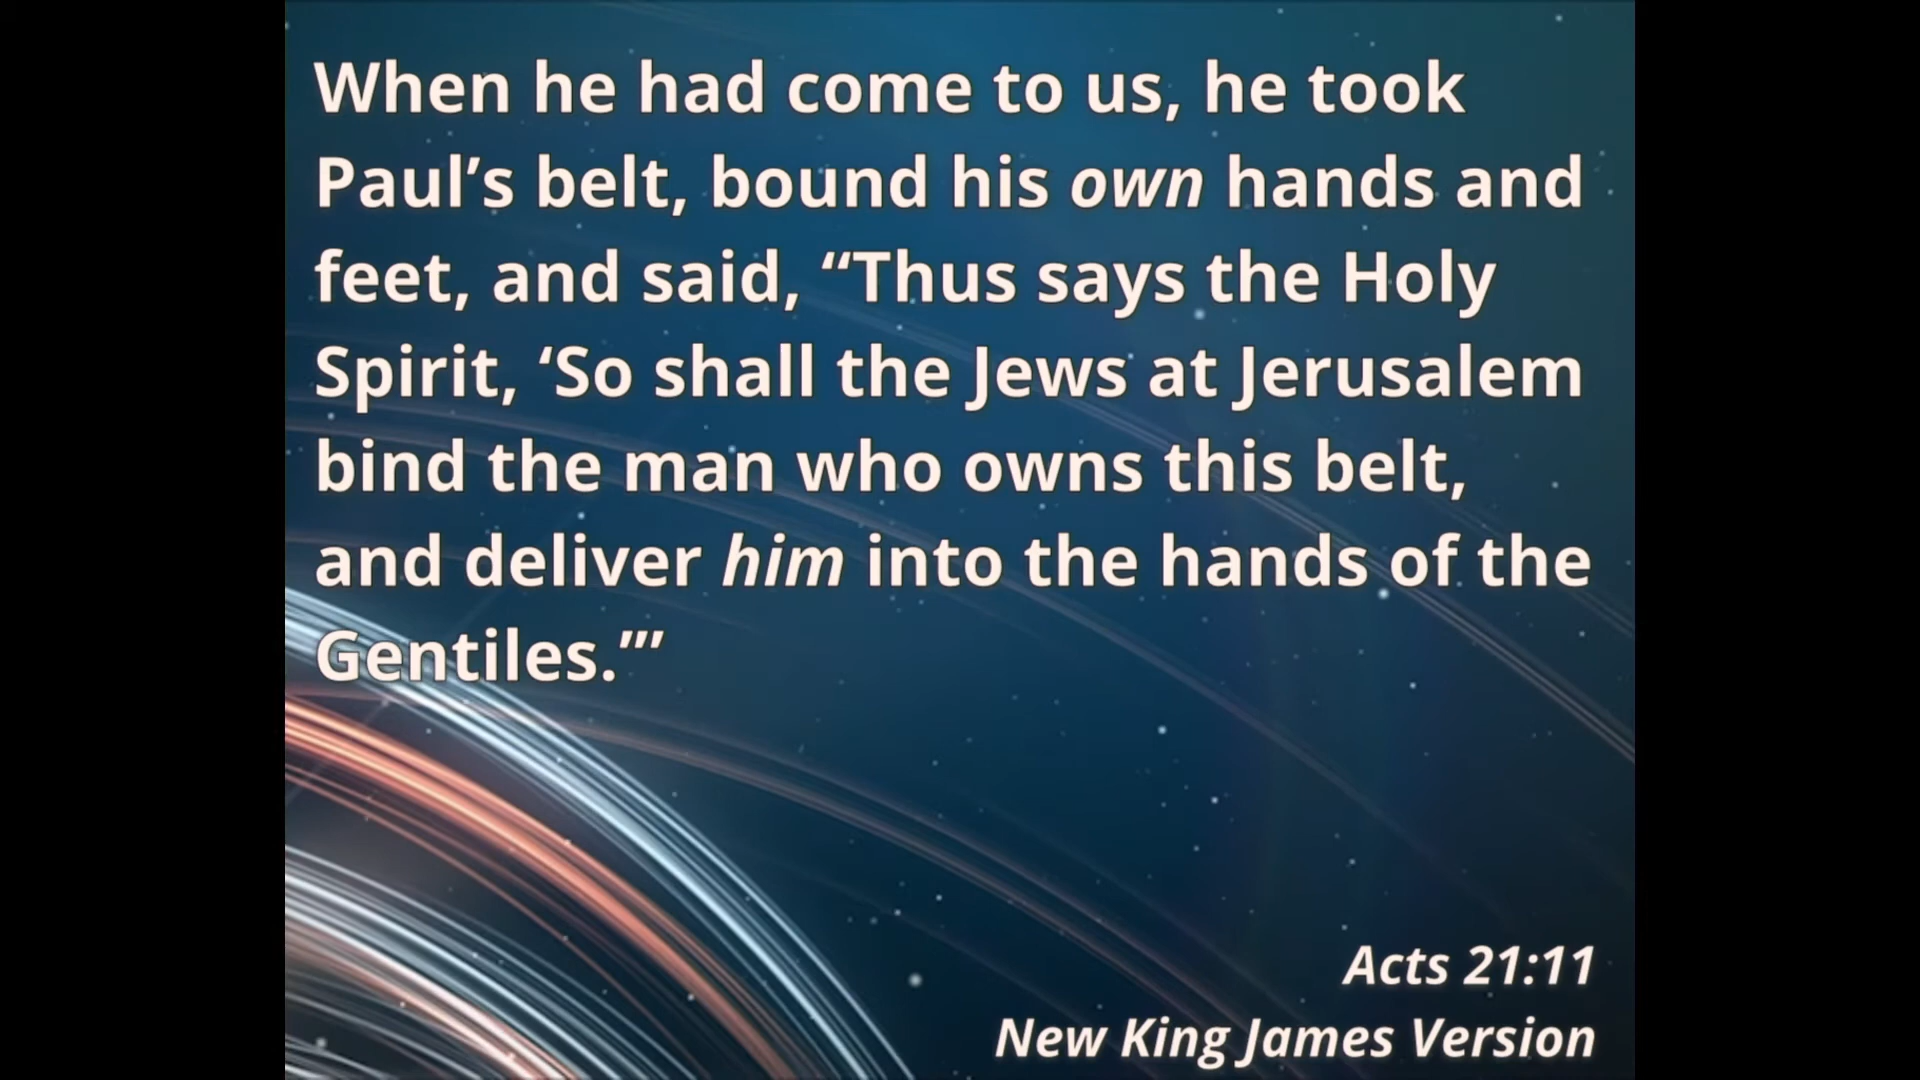 When he had come to us, he took
Paul’s belt, bound his own hands and
feet, and said, “Thus says the Holy
Spirit, ‘So shall the Jews at Jerusalem
bind the man who owns this belt,
and deliver him into the hands of the
Gentiles.’”
Acts 21:11
New King James Version